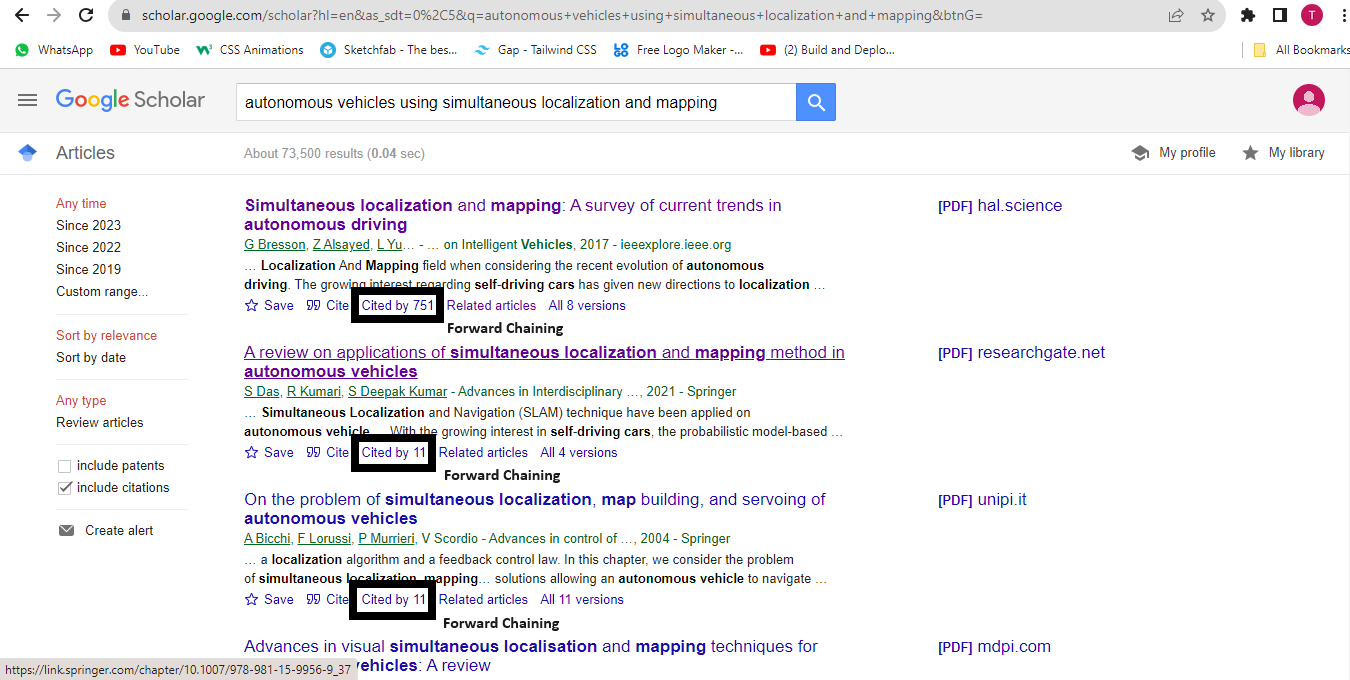 scholar.google.com/scholar?hl=en&as_sdt=0%2C5&q=autonomous+vehicles+using+simultaneous+localization+and+mapping&btnG=
T
WhatsApp YouTube CSS Animations Sketchfab - The bes... Gap - Tailwind CSS Free Logo Maker -... (2) Build and Deplo... All Bookmarks
Google Scholar autonomous vehicles using simultaneous localization and mapping
Articles About 73,500 results (0.04 sec) My profile My library
Any time
Since 2023
Since 2022
Since 2019
Custom range...
Sort by relevance
Sort by date
Any type
Review articles
include patents
include citations
Create alert
Simultaneous localization and mapping: A survey of current trends in
autonomous driving
[PDF] hal.science
G Bresson, Z Alsayed, L Yu… - … on Intelligent Vehicles, 2017 - ieeexplore.ieee.org
… Localization And Mapping field when considering the recent evolution of autonomous
driving. The growing interest regarding self-driving cars has given new directions to localization …
Save Cite Cited by 751 Related articles All 8 versions
Forward Chaining
A review on applications of simultaneous localization and mapping method in
autonomous vehicles
[PDF] researchgate.net
S Das, R Kumari, S Deepak Kumar - Advances in Interdisciplinary …, 2021 - Springer
… Simultaneous Localization and Navigation (SLAM) technique have been applied on
autonomous vehicle … With the growing interest in self-driving cars, the probabilistic model-based …
Save Cite Cited by 11 Related articles All 4 versions
Forward Chaining
On the problem of simultaneous localization, map building, and servoing of
autonomous vehicles
[PDF] unipi.it
A Bicchi, F Lorussi, P Murrieri, V Scordio - Advances in control of …, 2004 - Springer
… a localization algorithm and a feedback control law. In this chapter, we consider the problem
of simultaneous localization, mapping… solutions allowing an autonomous vehicle to navigate …
Save Cite Cited by 11 Related articles All 11 versions
Forward Chaining
Advances in visual simultaneous localisation and mapping techniques for
vehicles: A review
[PDF] mdpi.com
https://link.springer.com/chapter/10.1007/978-981-15-9956-9_37